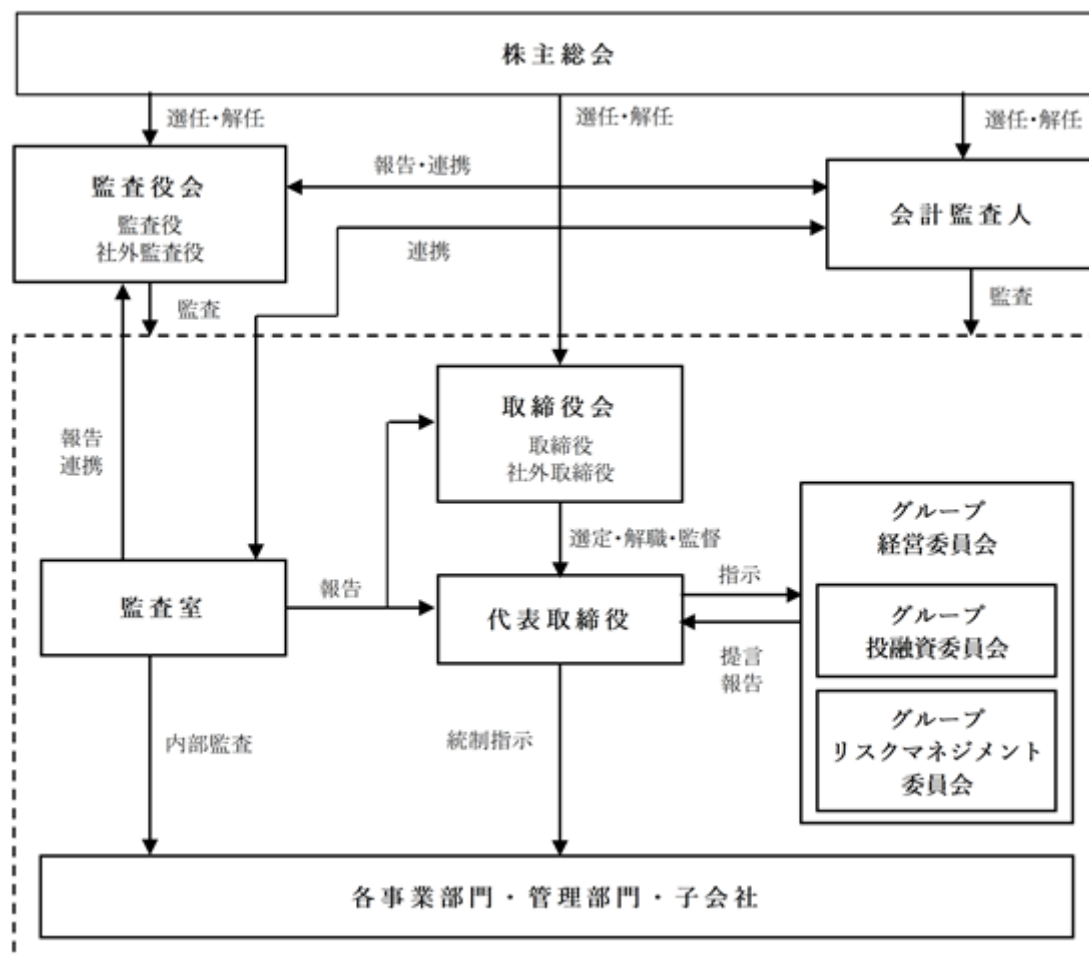 株主総会
選任・解任
選任・解任
選任・解任
監査役会
監査役
社外監査役
報告・連携
会計監査人
連携
監査
監査
取締役会
取締役
社外取締役
報告
連携
選定・解職・監督
グループ
経営委員会
監査室
報告
代表取締役
指示
提言
報告
グループ
投融資委員会
グループ
リスクマネジメント
委員会
内部監査
統制指示
各事業部門・管理部門・子会社